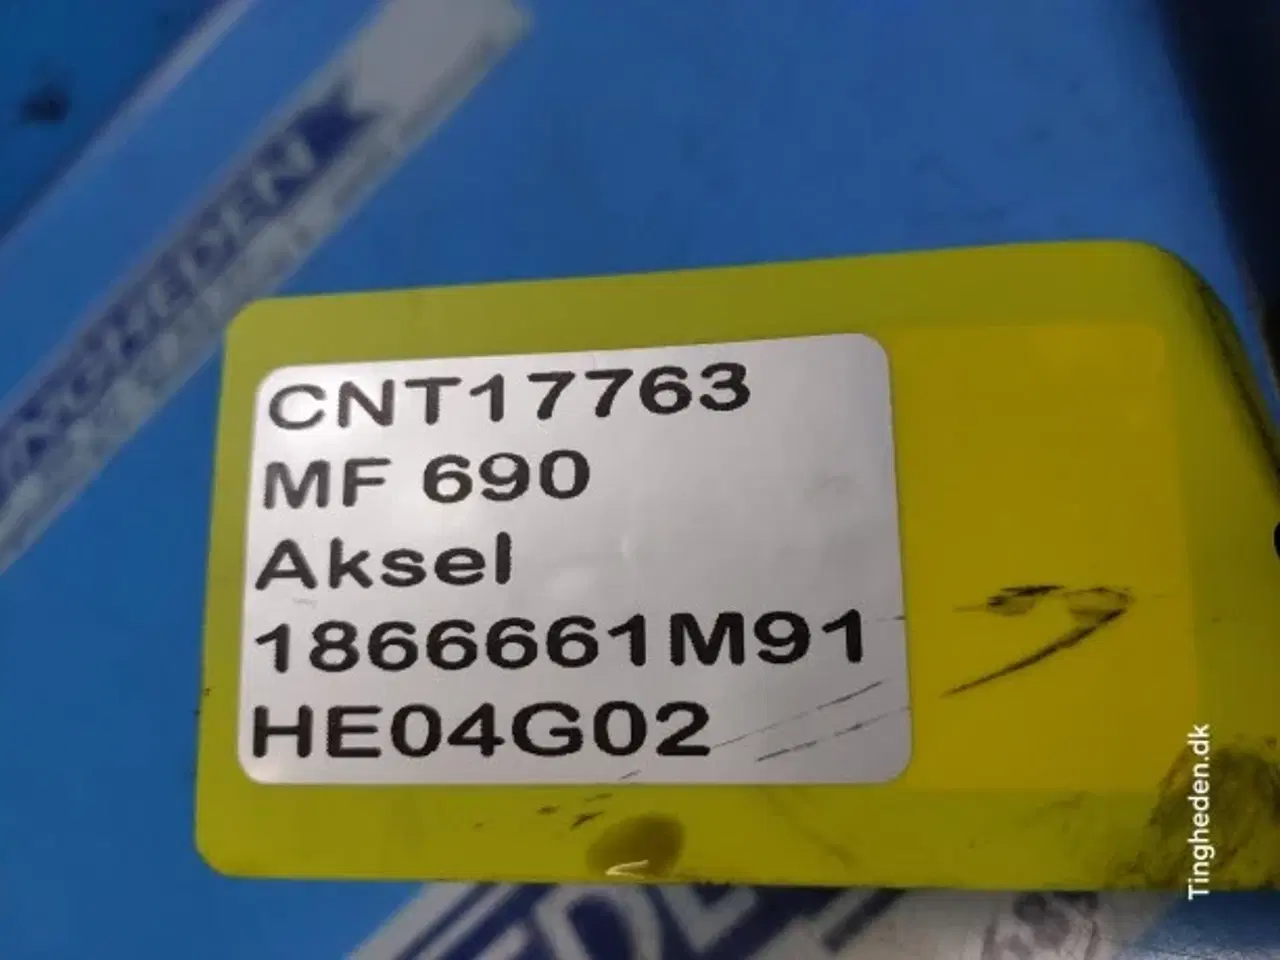 CNT17763
MF 690
Aksel
1866661M91
HE04G02
Tingheden.dk